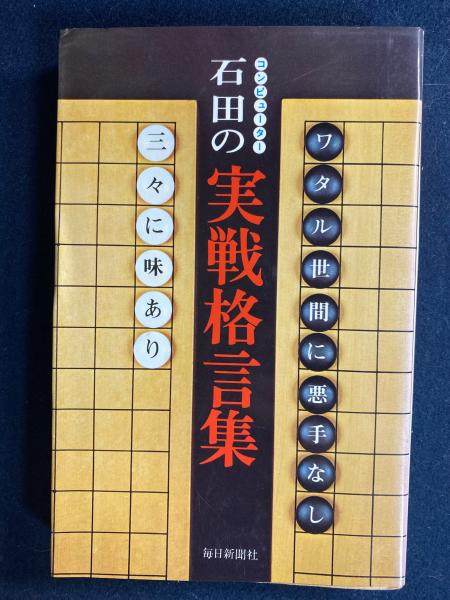 コンピューター
石田の
実戦格言集
ワタル世間に悪手なし
三々に味あり
毎日新聞社